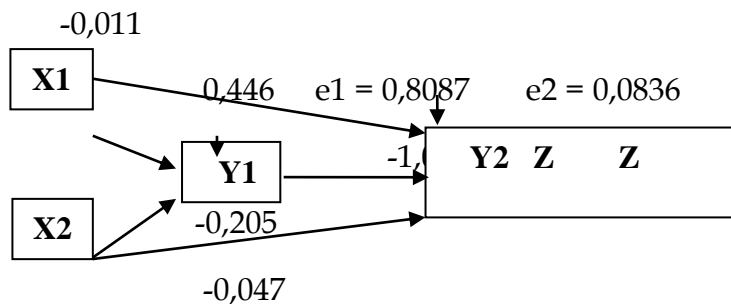 -0,011
X1
0,446 e1 = 0,8087 e2 = 0,0836
Y1 Y2 Z Z
X2
-0,205
-0,047